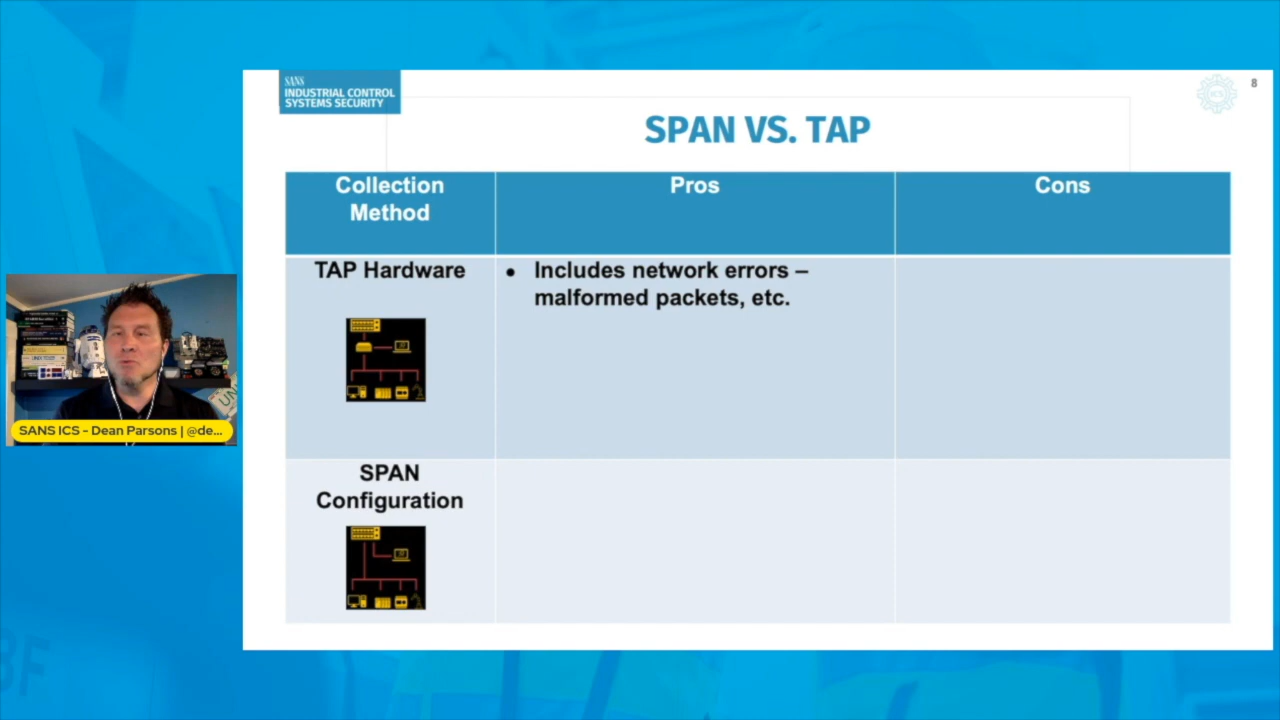 SANS
INDUSTRIAL CONTROL
SYSTEMS SECURITY
ICS
8
SPAN VS. TAP
Collection
Method
Pros
Cons
TAP Hardware
• Includes network errors –
malformed packets, etc.
SPAN
Configuration
SANS ICS - Dean Parsons | @de...